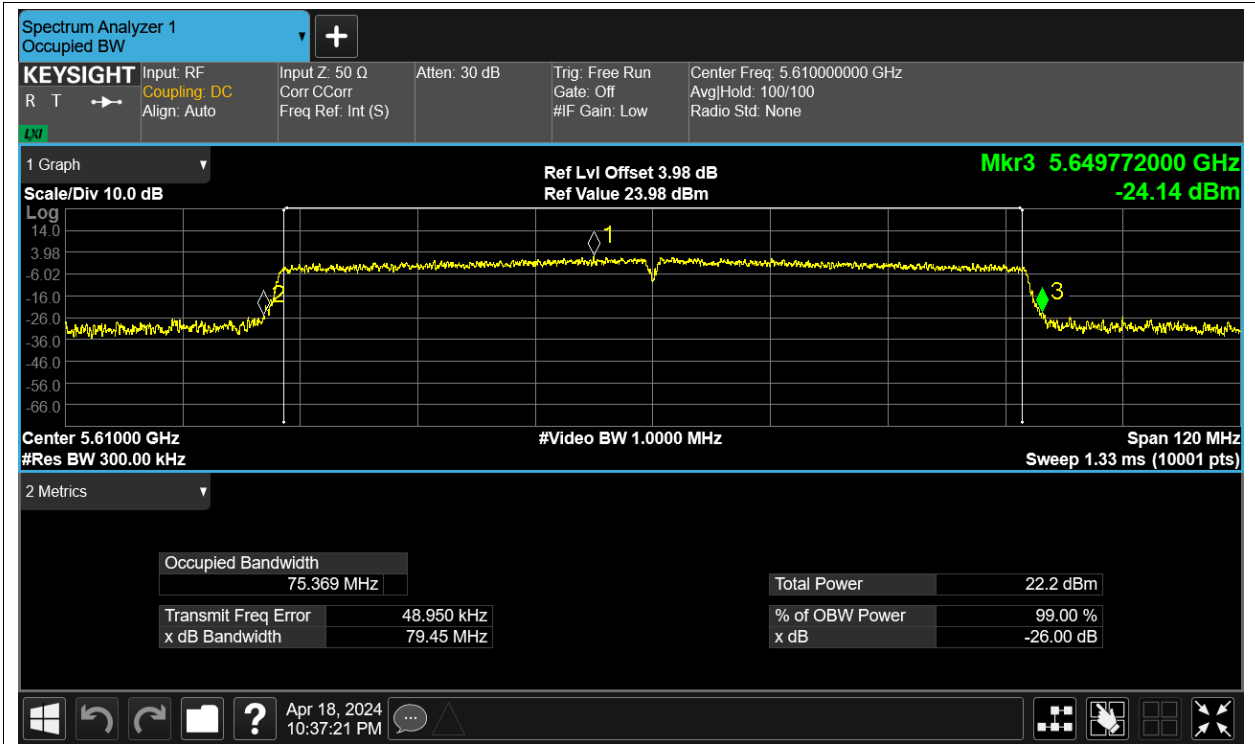 Spectrum Analyzer 1
Occupied BW
KEYSIGHT
R T
LXI
Input: RF
Coupling: DC
Align: Auto
Input Z: 50 Ω
Corr CCorr
Freq Ref: Int (S)
Atten: 30 dB
Trig: Free Run
Gate: Off
#IF Gain: Low
Center Freq: 5.610000000 GHz
Avg|Hold: 100/100
Radio Std: None
1 Graph
Scale/Div 10.0 dB
Ref Lvl Offset 3.98 dB
Ref Value 23.98 dBm
Mkr3 5.649772000 GHz
-24.14 dBm
Log
14.0
3.98
-6.02
-16.0
-26.0
-36.0
-46.0
-56.0
-66.0
1
2
3
Center 5.61000 GHz
#Video BW 1.0000 MHz
Span 120 MHz
#Res BW 300.00 kHz
Sweep 1.33 ms (10001 pts)
2 Metrics
Occupied Bandwidth
75.369 MHz
Transmit Freq Error 48.950 kHz
x dB Bandwidth 79.45 MHz
Total Power 22.2 dBm
% of OBW Power 99.00 %
x dB -26.00 dB
Apr 18, 2024
10:37:21 PM